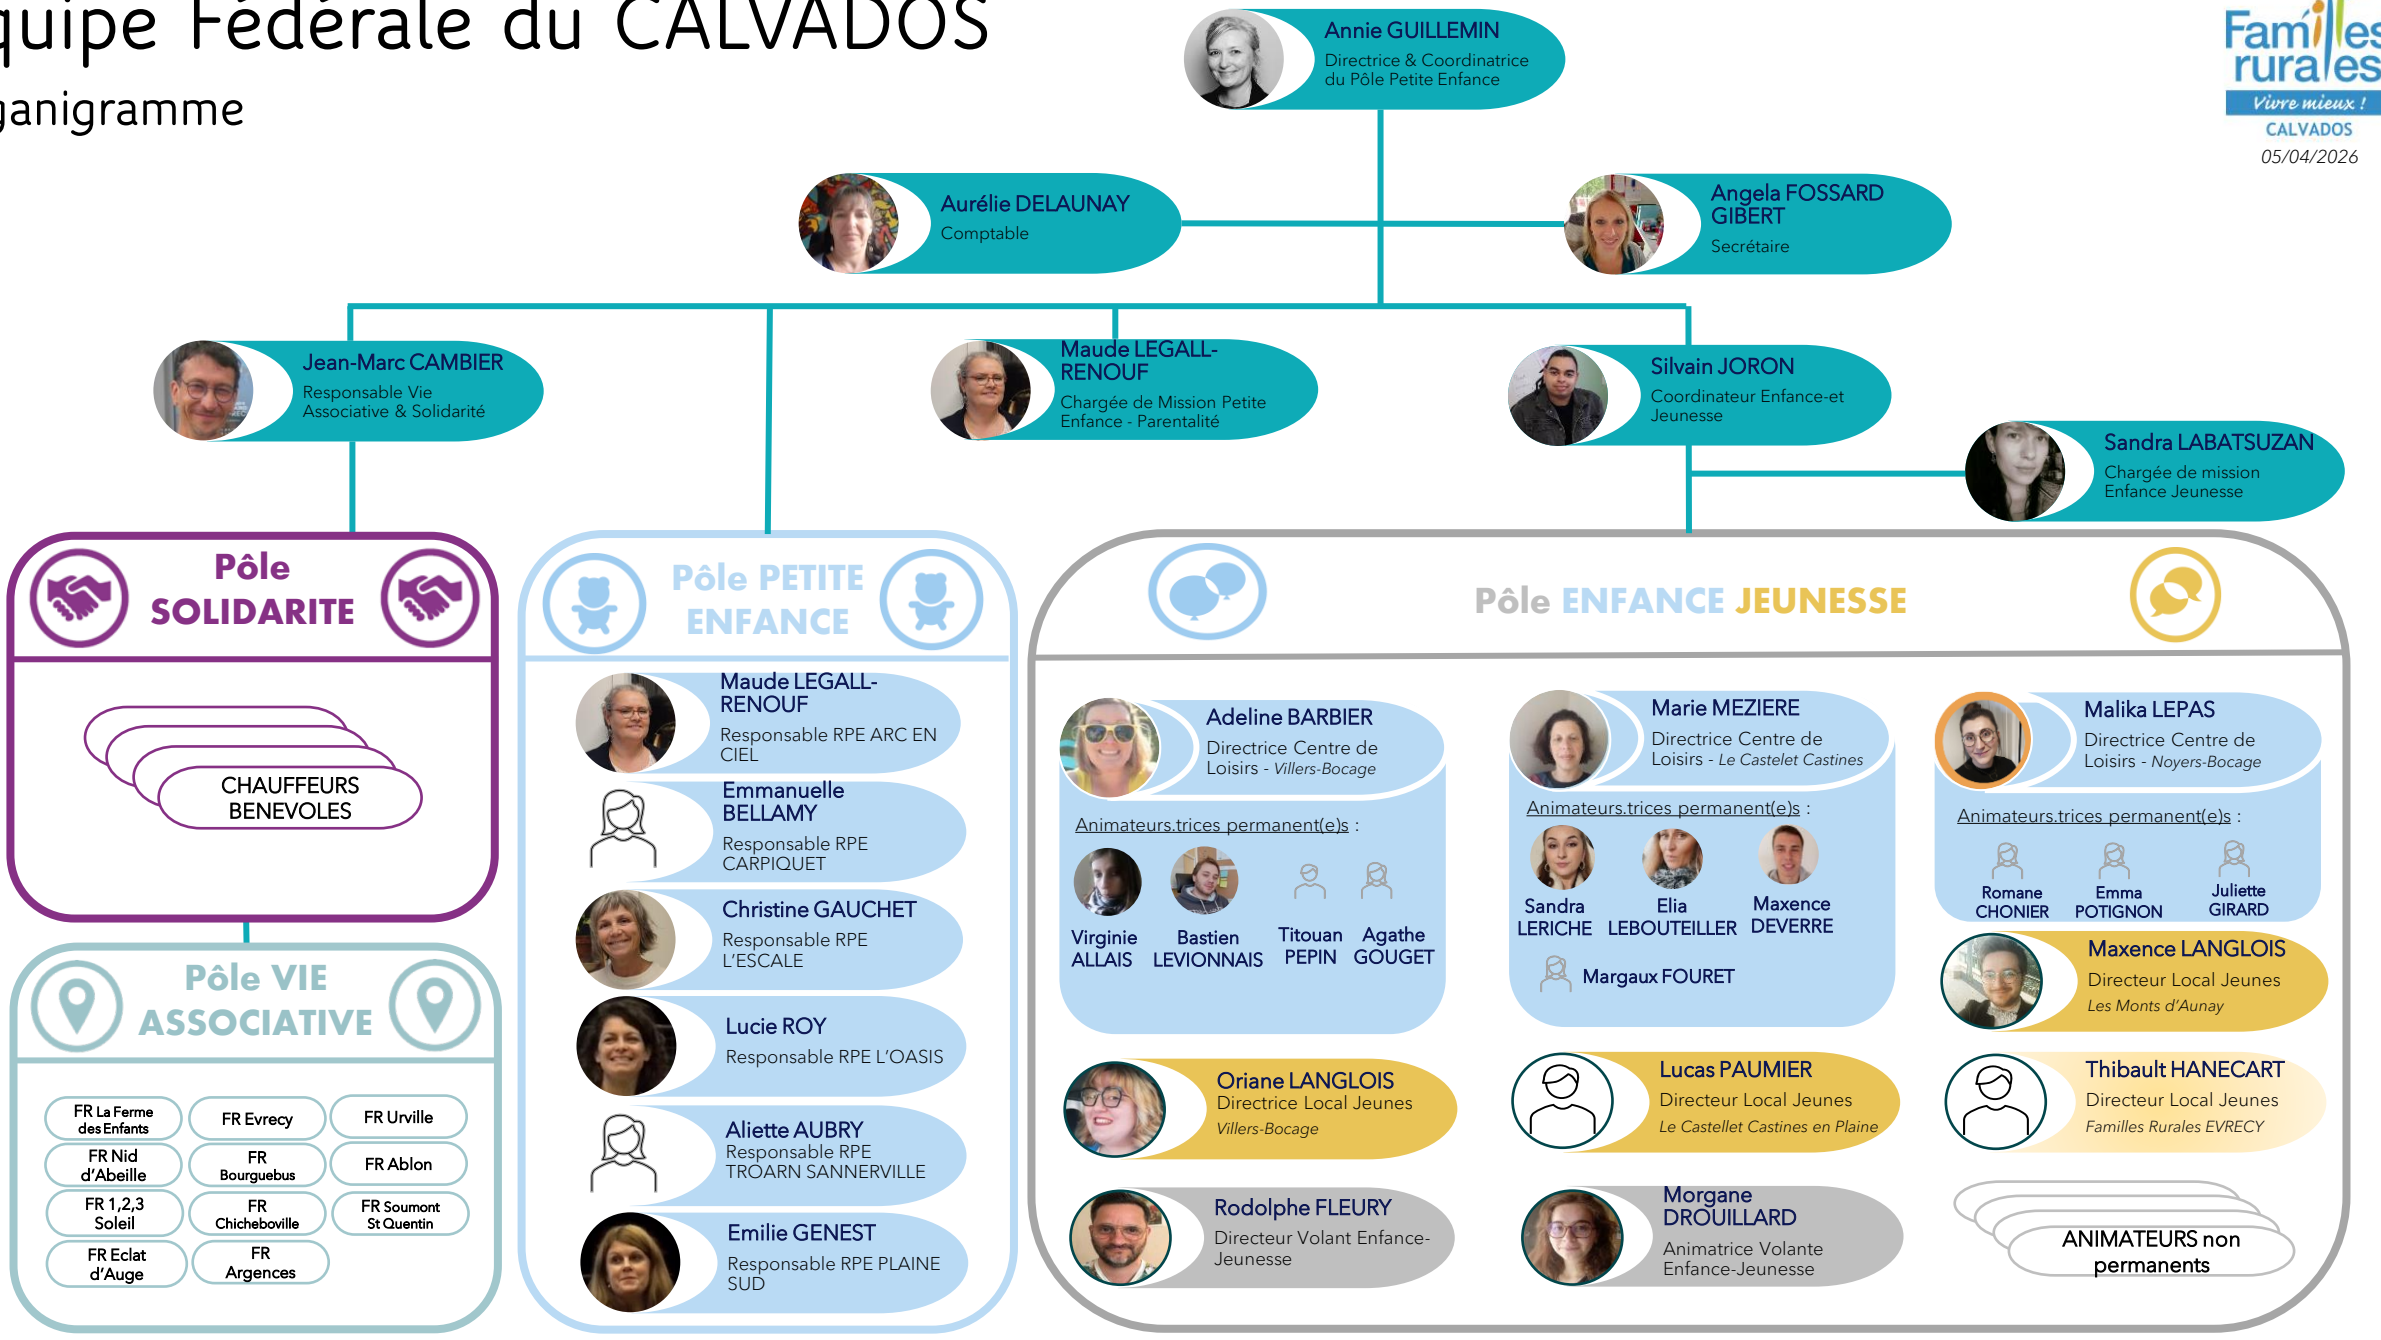 quipe Fédérale du CALVADOS
ganigramme
Annie GUILLEMIN
Directrice & Coordinatrice
du Pôle Petite Enfance
Familles
rurales
Vivre mieux !
CALVADOS
05/04/2026
Aurélie DELAUNAY
Comptable
Angela FOSSARD
GIBERT
Secrétaire
Jean-Marc CAMBIER
Responsable Vie
Associative & Solidarité
Maude LEGALL-
RENOUF
Chargée de Mission Petite
Enfance - Parentalité
Silvain JORON
Coordinateur Enfance-et
Jeunesse
Sandra LABATSUZAN
Chargée de mission
Enfance Jeunesse
Pôle
SOLIDARITE
CHAUFFEURS
BENEVOLES
Pôle VIE
ASSOCIATIVE
FR La Ferme
des Enfants
FR Evrecy
FR Urville
FR Nid
d'Abeille
FR
Bourguebus
FR Ablon
FR 1,2,3
Soleil
FR
Chicheboville
FR Soumont
St Quentin
FR Eclat
d'Auge
FR
Argences
Pôle PETITE
ENFANCE
Maude LEGALL-
RENOUF
Responsable RPE ARC EN
CIEL
Emmanuelle
BELLAMY
Responsable RPE
CARPIQUET
Christine GAUCHET
Responsable RPE
L'ESCALE
Lucie ROY
Responsable RPE L'OASIS
Aliette AUBRY
Responsable RPE
TROARN SANNERVILLE
Emilie GENEST
Responsable RPE PLAINE
SUD
Pôle ENFANCE JEUNESSE
Adeline BARBIER
Directrice Centre de
Loisirs - Villers-Bocage
Animateurs.trices permanent(e)s :
Virginie
ALLAIS
Bastien
LEVIONNAIS
Titouan
PEPIN
Agathe
GOUGET
Marie MEZIERE
Directrice Centre de
Loisirs - Le Castelet Castines
Animateurs.trices permanent(e)s :
Sandra
LERICHE
Elia
LEBOUTEILLER
Maxence
DEVERRE
Margaux FOURET
Malika LEPAS
Directrice Centre de
Loisirs - Noyers-Bocage
Animateurs.trices permanent(e)s :
Romane
CHONIER
Emma
POTIGNON
Juliette
GIRARD
Maxence LANGLOIS
Directeur Local Jeunes
Les Monts d'Aunay
Oriane LANGLOIS
Directrice Local Jeunes
Villers-Bocage
Lucas PAUMIER
Directeur Local Jeunes
Le Castellet Castines en Plaine
Thibault HANECART
Directeur Local Jeunes
Familles Rurales EVRECY
Rodolphe FLEURY
Directeur Volant Enfance-
Jeunesse
Morgane
DROUILLARD
Animatrice Volante
Enfance-Jeunesse
ANIMATEURS non
permanents